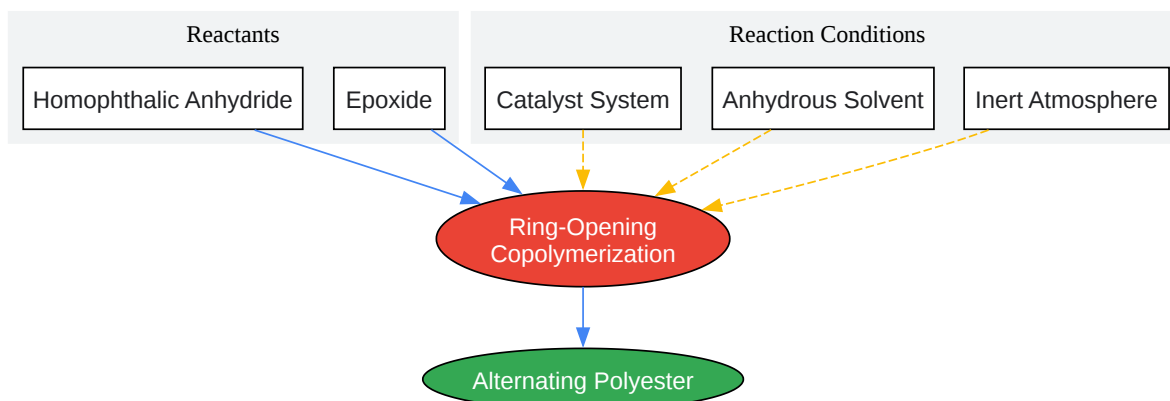 Reactants
Reaction Conditions
Homophthalic Anhydride
Epoxide
Catalyst System
Anhydrous Solvent
Inert Atmosphere
Ring-Opening
Copolymerization
Alternating Polyester